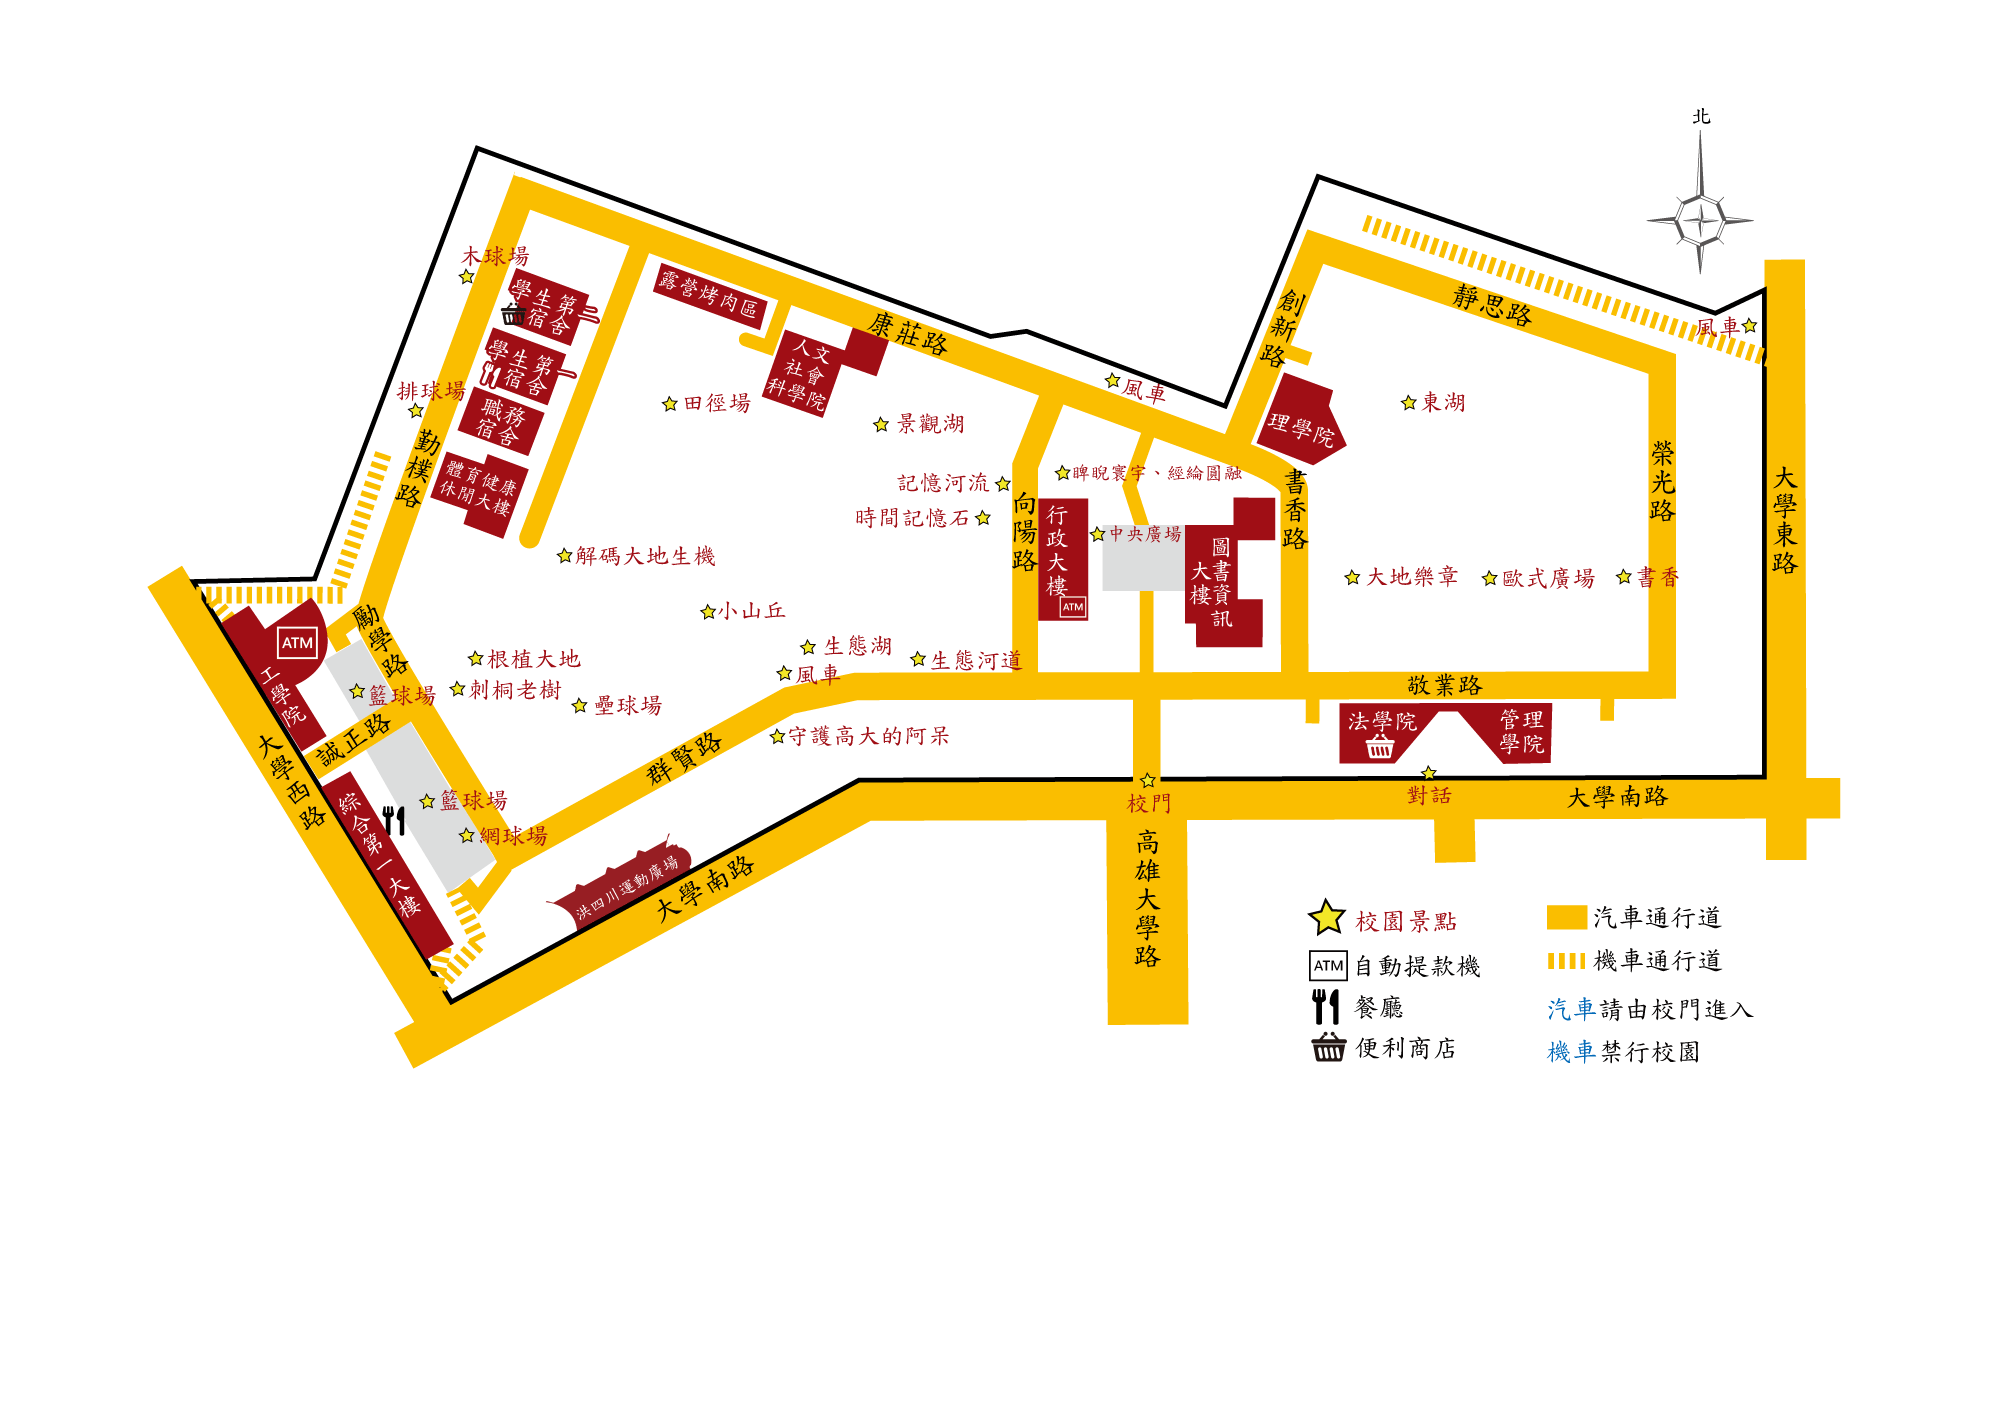 北
木球場
學生第二
宿舍
學生第一
宿舍
排球場
職務
宿舍
體育健康
休閒大樓
勤樸路
露營烤肉區
人文
社會
科學院
康莊路
田徑場
景觀湖
風車
創新路
靜思路
風車
理學院
東湖
記憶河流
時間記憶石
向陽路
睥睨寰宇、經綸圓融
行政大樓
ATM
中央廣場
圖書資訊
大樓
書香路
榮光路
大學東路
解碼大地生機
大地樂章
歐式廣場
書香
小山丘
生態湖
風車
生態河道
勵學路
ATM
工學院
根植大地
刺桐老樹
籃球場
壘球場
誠正路
大學西路
守護高大的阿呆
群賢路
敬業路
法學院
管理
學院
綜合第一大樓
籃球場
網球場
洪四川運動廣場
大學南路
校門
對話
大學南路
高雄大學路
校園景點
ATM
自動提款機
餐廳
便利商店
汽車通行道
機車通行道
汽車請由校門進入
機車禁行校園